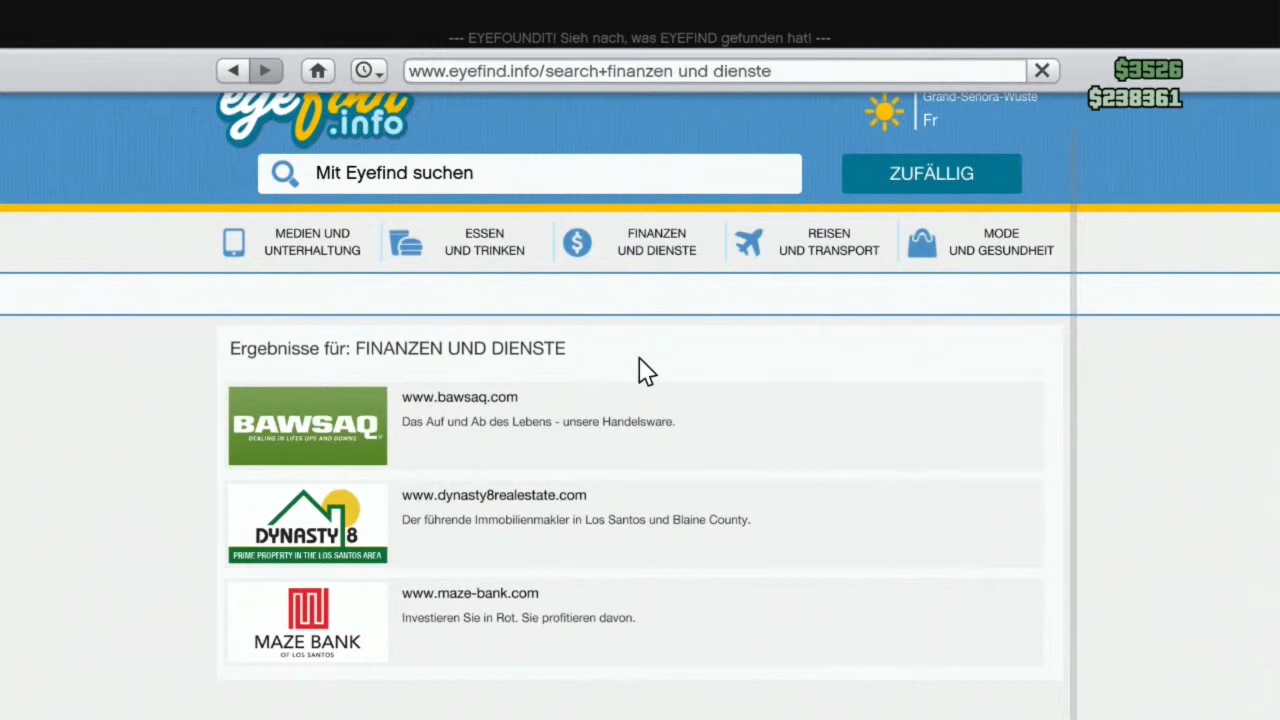 --- EYEFOUNDIT! Sieh nach, was EYEFIND gefunden hat! ---
www.eyefind.info/search+finanzen und dienste
$3526
$238361
eyefind
.info
Grand-Senora-Wüste
Fr
Mit Eyefind suchen
ZUFÄLLIG
MEDIEN UND
UNTERHALTUNG
ESSEN
UND TRINKEN
FINANZEN
UND DIENSTE
REISEN
UND TRANSPORT
MODE
UND GESUNDHEIT
Ergebnisse für: FINANZEN UND DIENSTE
BAWSAQ
DEALING IN LIFES UPS AND DOWNS
www.bawsaq.com
Das Auf und Ab des Lebens - unsere Handelsware.
DYNASTY 8
PRIME PROPERTY IN THE LOS SANTOS AREA
www.dynasty8realestate.com
Der führende Immobilienmakler in Los Santos und Blaine County.
MAZE BANK
OF LOS SANTOS
www.maze-bank.com
Investieren Sie in Rot. Sie profitieren davon.